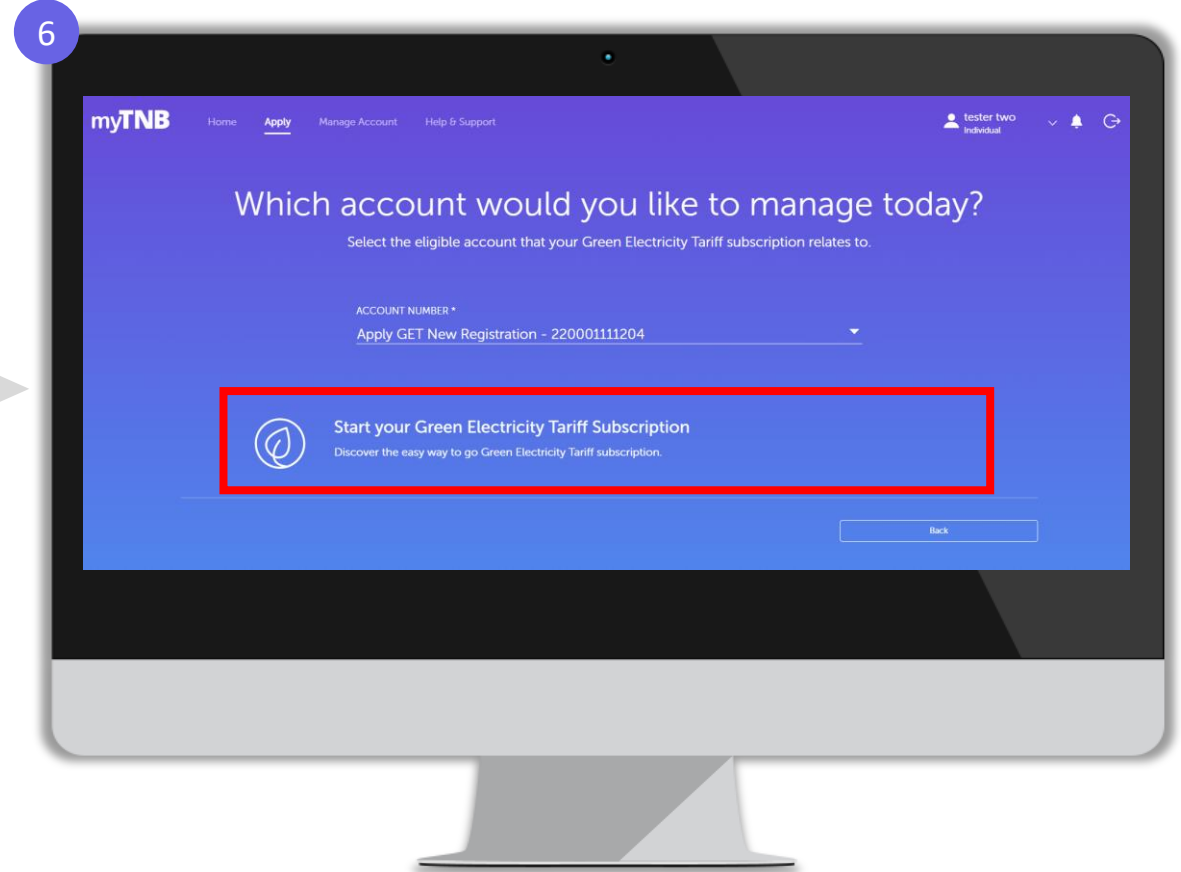 6
myTNB Home Apply Manage Account Help & Support tester two
Individual
Which account would you like to manage today?
Select the eligible account that your Green Electricity Tariff subscription relates to.
ACCOUNT NUMBER *
Apply GET New Registration - 220001111204
Start your Green Electricity Tariff Subscription
Discover the easy way to go Green Electricity Tariff subscription.
Back